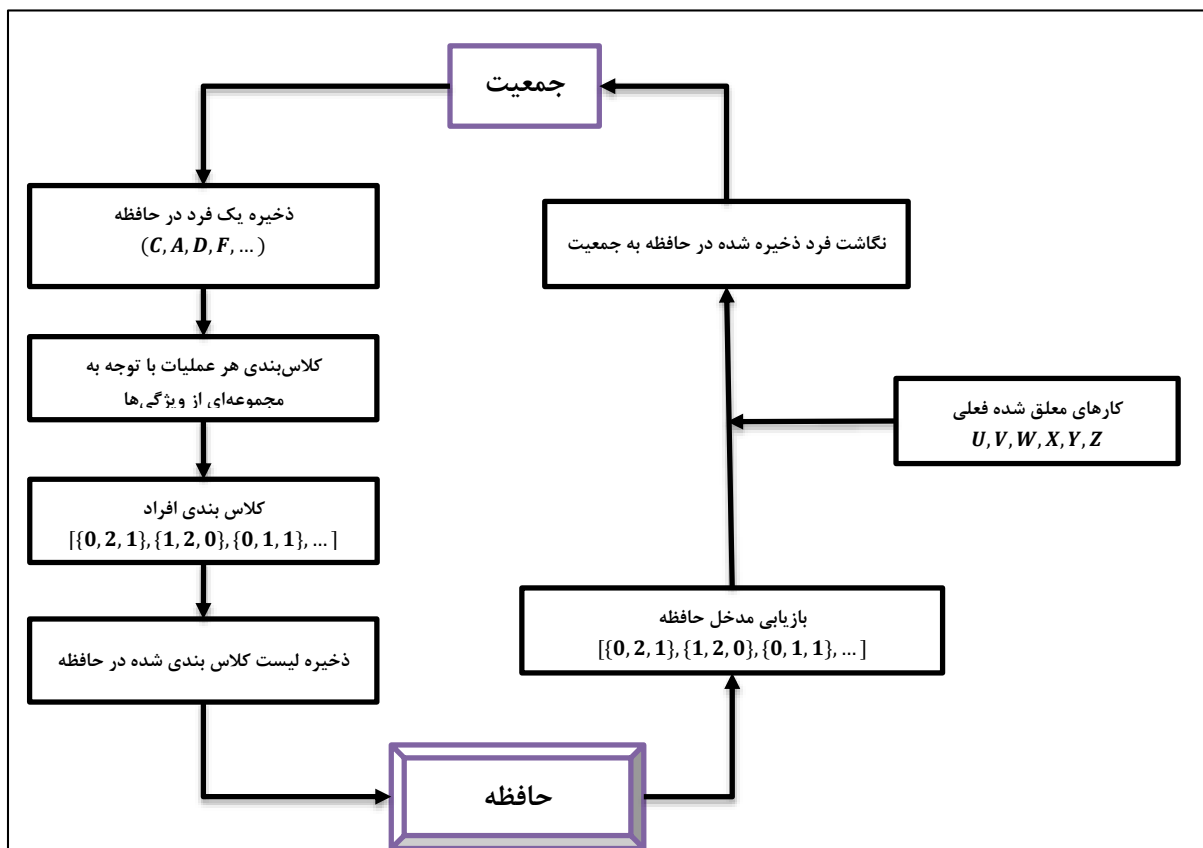 جمعیت
ذخیره یک فرد در حافظه
(C, A, D, F, … )
کلاس‌بندی هر عملیات با توجه به
مجموعه‌ای از ویژگی‌ها
کلاس بندی افراد
[{0, 2, 1}, {1, 2, 0}, {0, 1, 1}, … ]
ذخیره لیست کلاس بندی شده در حافظه
حافظه
بازیابی مدخل حافظه
[{0, 2, 1}, {1, 2, 0}, {0, 1, 1}, … ]
کارهای معلق شده فعلی
U, V, W, X, Y, Z
نگاشت فرد ذخیره شده در حافظه به جمعیت